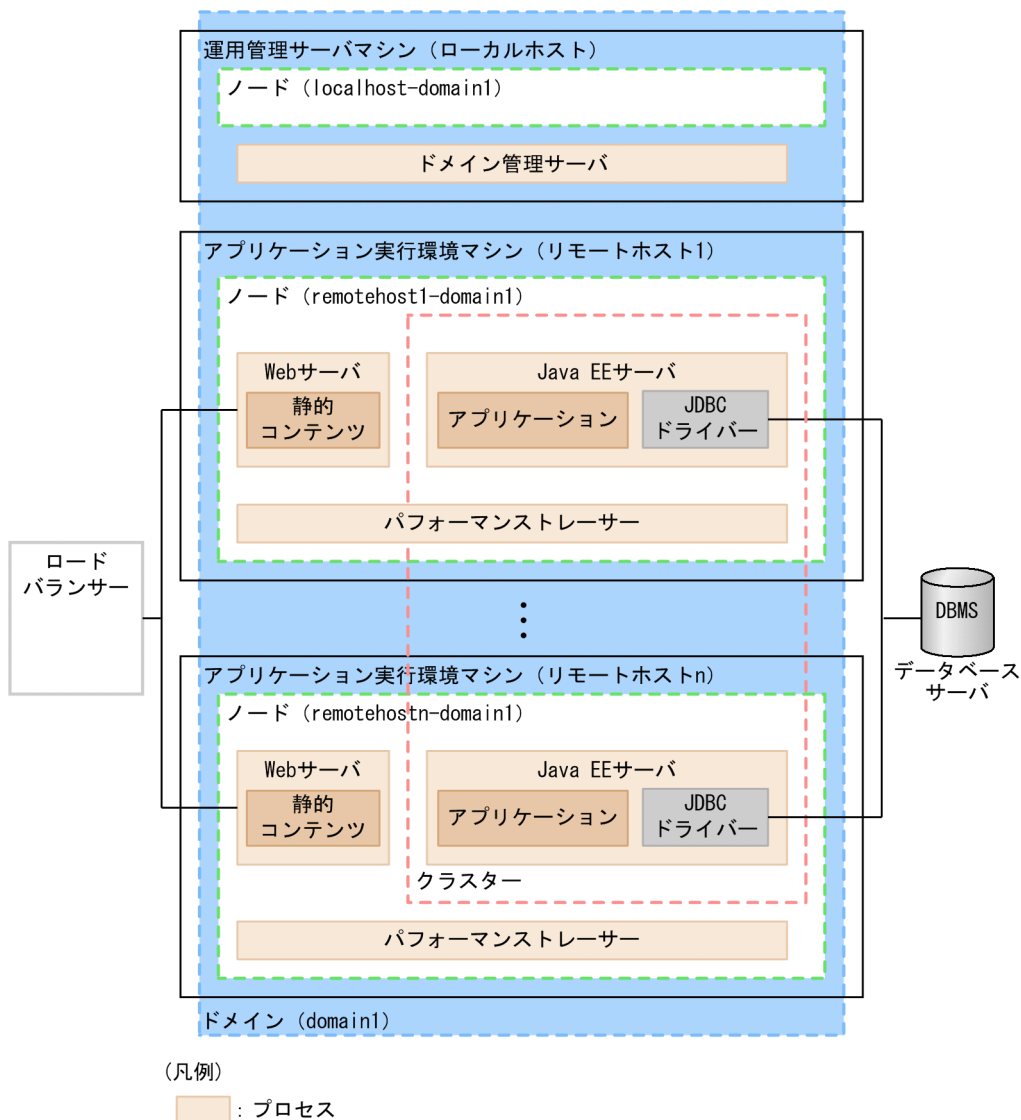 運用管理サーバマシン（ローカルホスト）
ノード（localhost-domain1）
ドメイン管理サーバ
アプリケーション実行環境マシン（リモートホスト1）
ノード（remotehost1-domain1）
Webサーバ
静的
コンテンツ
Java EEサーバ
アプリケーション
JDBC
ドライバー
パフォーマンストレーサー
ロード
バランサー
DBMS
データベース
サーバ
アプリケーション実行環境マシン（リモートホストn）
ノード（remotehostn-domain1）
Webサーバ
静的
コンテンツ
Java EEサーバ
アプリケーション
JDBC
ドライバー
クラスター
パフォーマンストレーサー
ドメイン（domain1）
（凡例）
：プロセス